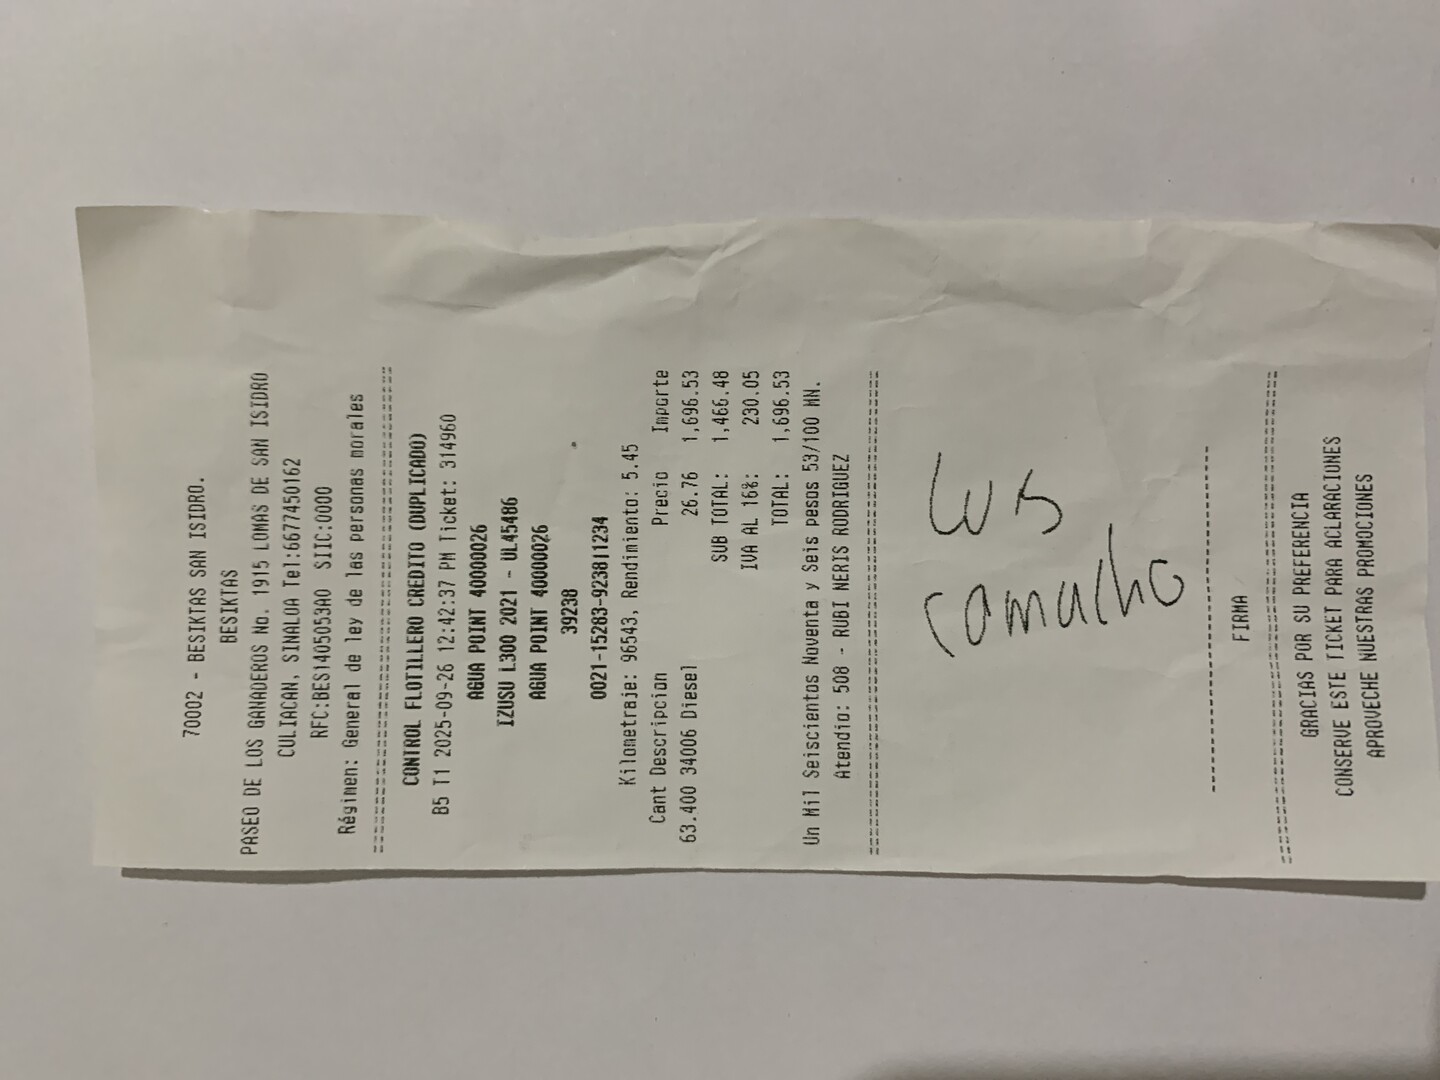 70002 - BESIKTAS SAN ISIDRO.
BESIKTAS
PASEO DE LOS GANADEROS No. 1915 LOMAS DE SAN ISIDRO
CULIACAN, SINALOA Tel:6677450162
RFC:BES1405053A0 SIIC:0000
Régimen: General de ley de las personas morales
CONTROL FLOTILLERO CREDITO (DUPLICADO)
B5 T1 2025-09-26 12:42:37 PM Ticket: 314960
AGUA POINT 40000026
IZUSU L300 2021 - UL45486
AGUA POINT 40000026
39238
0021-15283-923811234
Kilometraje: 96543, Rendimiento: 5.45
Cant Descripcion Precio Importe
63.400 34006 Diesel 26.76 1,696.53
SUB TOTAL: 1,466.48
IVA AL 16%: 230.05
TOTAL: 1,696.53
Un Mil Seiscientos Noventa y Seis pesos 53/100 MN.
Atendio: 508 - RUBI NERIS RODRIGUEZ
camacho
FIRMA
GRACIAS POR SU PREFERENCIA
CONSERVE ESTE TICKET PARA ACLARACIONES
APROVECHE NUESTRAS PROMOCIONES